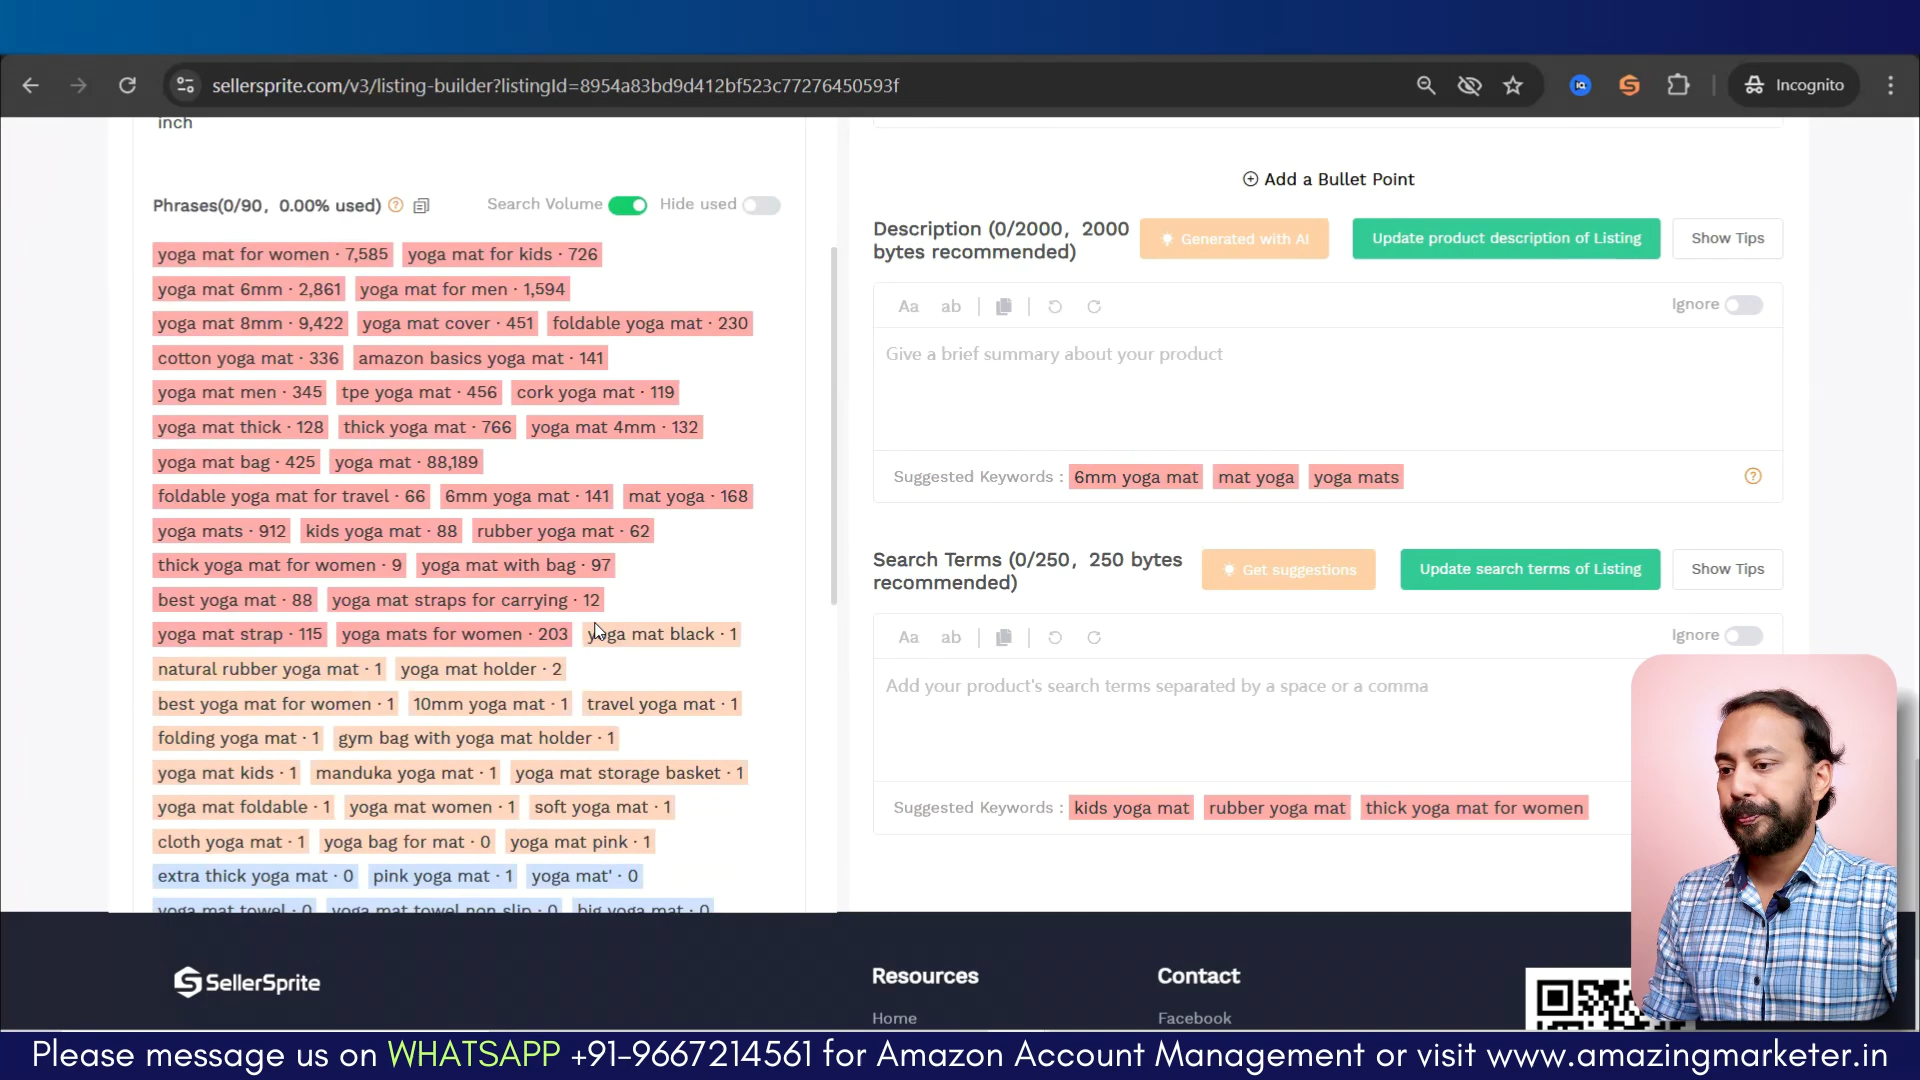 sellersprite.com/v3/listing-builder?listingId=8954a83bd9d412bf523c77276450593f
Incognito
inch
Phrases(0/90, 0.00% used)
Search Volume
Hide used
yoga mat for women · 7,585
yoga mat for kids · 726
yoga mat 6mm · 2,861
yoga mat for men · 1,594
yoga mat 8mm · 9,422
yoga mat cover · 451
foldable yoga mat · 230
cotton yoga mat · 336
amazon basics yoga mat · 141
yoga mat men · 345
tpe yoga mat · 456
cork yoga mat · 119
yoga mat thick · 128
thick yoga mat · 766
yoga mat 4mm · 132
yoga mat bag · 425
yoga mat · 88,189
foldable yoga mat for travel · 66
6mm yoga mat · 141
mat yoga · 168
yoga mats · 912
kids yoga mat · 88
rubber yoga mat · 62
thick yoga mat for women · 9
yoga mat with bag · 97
best yoga mat · 88
yoga mat straps for carrying · 12
yoga mat strap · 115
yoga mats for women · 203
yoga mat black · 1
natural rubber yoga mat · 1
yoga mat holder · 2
best yoga mat for women · 1
10mm yoga mat · 1
travel yoga mat · 1
folding yoga mat · 1
gym bag with yoga mat holder · 1
yoga mat kids · 1
manduka yoga mat · 1
yoga mat storage basket · 1
yoga mat foldable · 1
yoga mat women · 1
soft yoga mat · 1
cloth yoga mat · 1
yoga bag for mat · 0
yoga mat pink · 1
extra thick yoga mat · 0
pink yoga mat · 1
yoga mat' · 0
yoga mat towel · 0
yoga mat towel non slip · 0
big yoga mat · 0
Add a Bullet Point
Description (0/2000, 2000
bytes recommended)
Generated with AI
Update product description of Listing
Show Tips
Aa ab
Ignore
Give a brief summary about your product
Suggested Keywords : 6mm yoga mat mat yoga yoga mats
Search Terms (0/250, 250 bytes
recommended)
Get suggestions
Update search terms of Listing
Show Tips
Aa ab
Ignore
Add your product's search terms separated by a space or a comma
Suggested Keywords : kids yoga mat rubber yoga mat thick yoga mat for women
SellerSprite
Resources
Home
Contact
Facebook
Please message us on WHATSAPP +91-9667214561 for Amazon Account Management or visit www.amazingmarketer.in